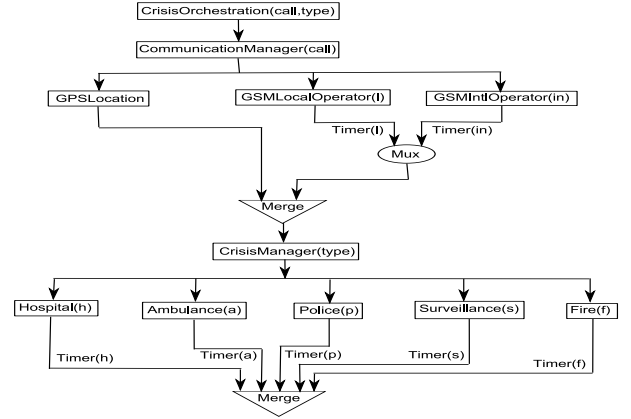 CrisisOrchestration(call,type)
CommunicationManager(call)
GPSLocation
GSMLocalOperator(l)
GSMIntlOperator(in)
Timer(l)
Timer(in)
Mux
Merge
CrisisManager(type)
Hospital(h)
Ambulance(a)
Police(p)
Surveillance(s)
Fire(f)
Timer(h)
Timer(a)
Timer(p)
Timer(s)
Timer(f)
Merge